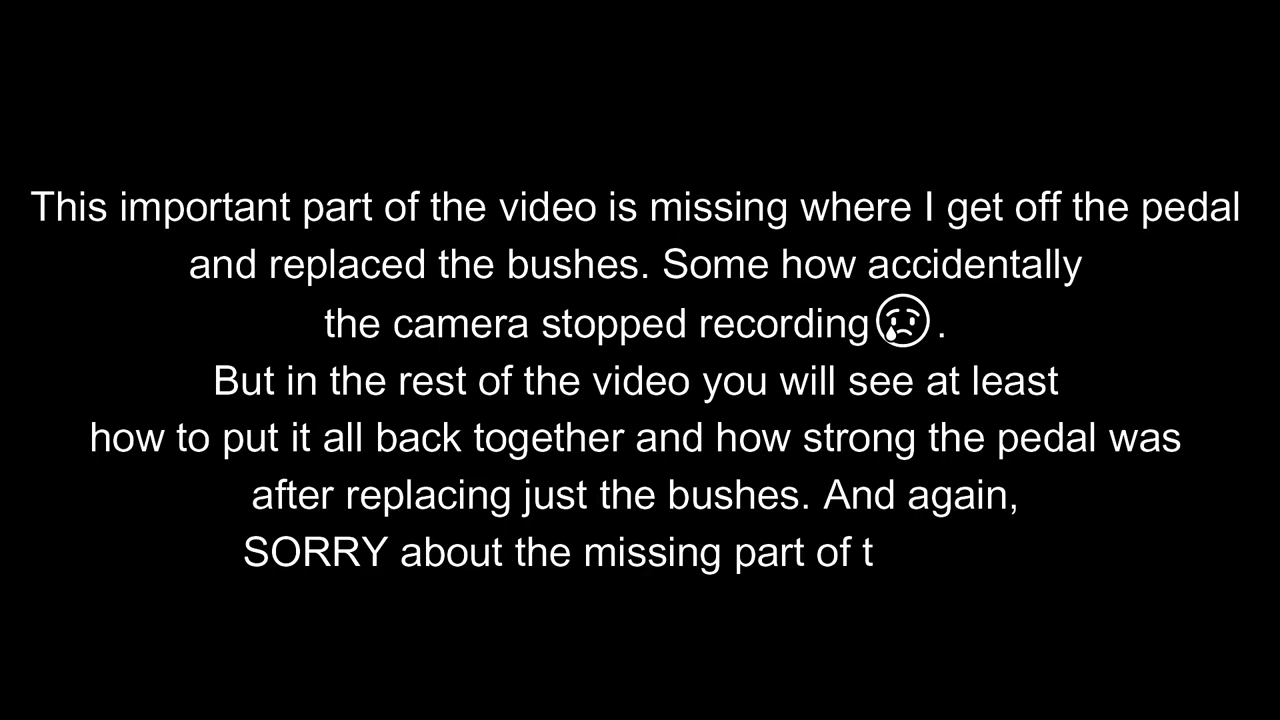 This important part of the video is missing where I get off the pedal
and replaced the bushes. Some how accidentally
the camera stopped recording😢.
But in the rest of the video you will see at least
how to put it all back together and how strong the pedal was
after replacing just the bushes. And again,
SORRY about the missing part of t